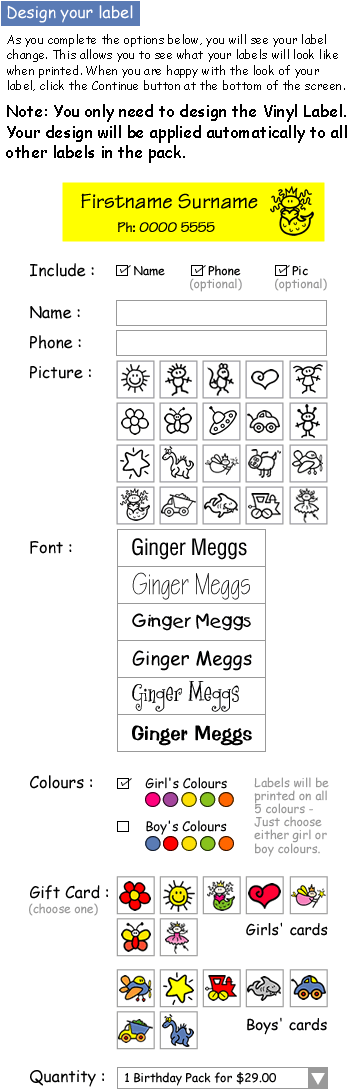 Design your label
As you complete the options below, you will see your label
change. This allows you to see what your labels will look like
when printed. When you are happy with the look of your
label, click the Continue button at the bottom of the screen.
Note: You only need to design the Vinyl Label.
Your design will be applied automatically to all
other labels in the pack.
Firstname Surname
Ph: 0000 5555
Include : Name Phone Pic
(optional) (optional)
Name :
Phone :
Picture :
Font : Ginger Meggs
Ginger Meggs
Ginger Meggs
Ginger Meggs
Ginger Meggs
Ginger Meggs
Colours : Girl's Colours
Boy's Colours
Labels will be
printed on all
5 colours -
Just choose
either girl or
boy colours.
Gift Card :
(choose one)
Girls' cards
Boys' cards
Quantity : 1 Birthday Pack for $29.00